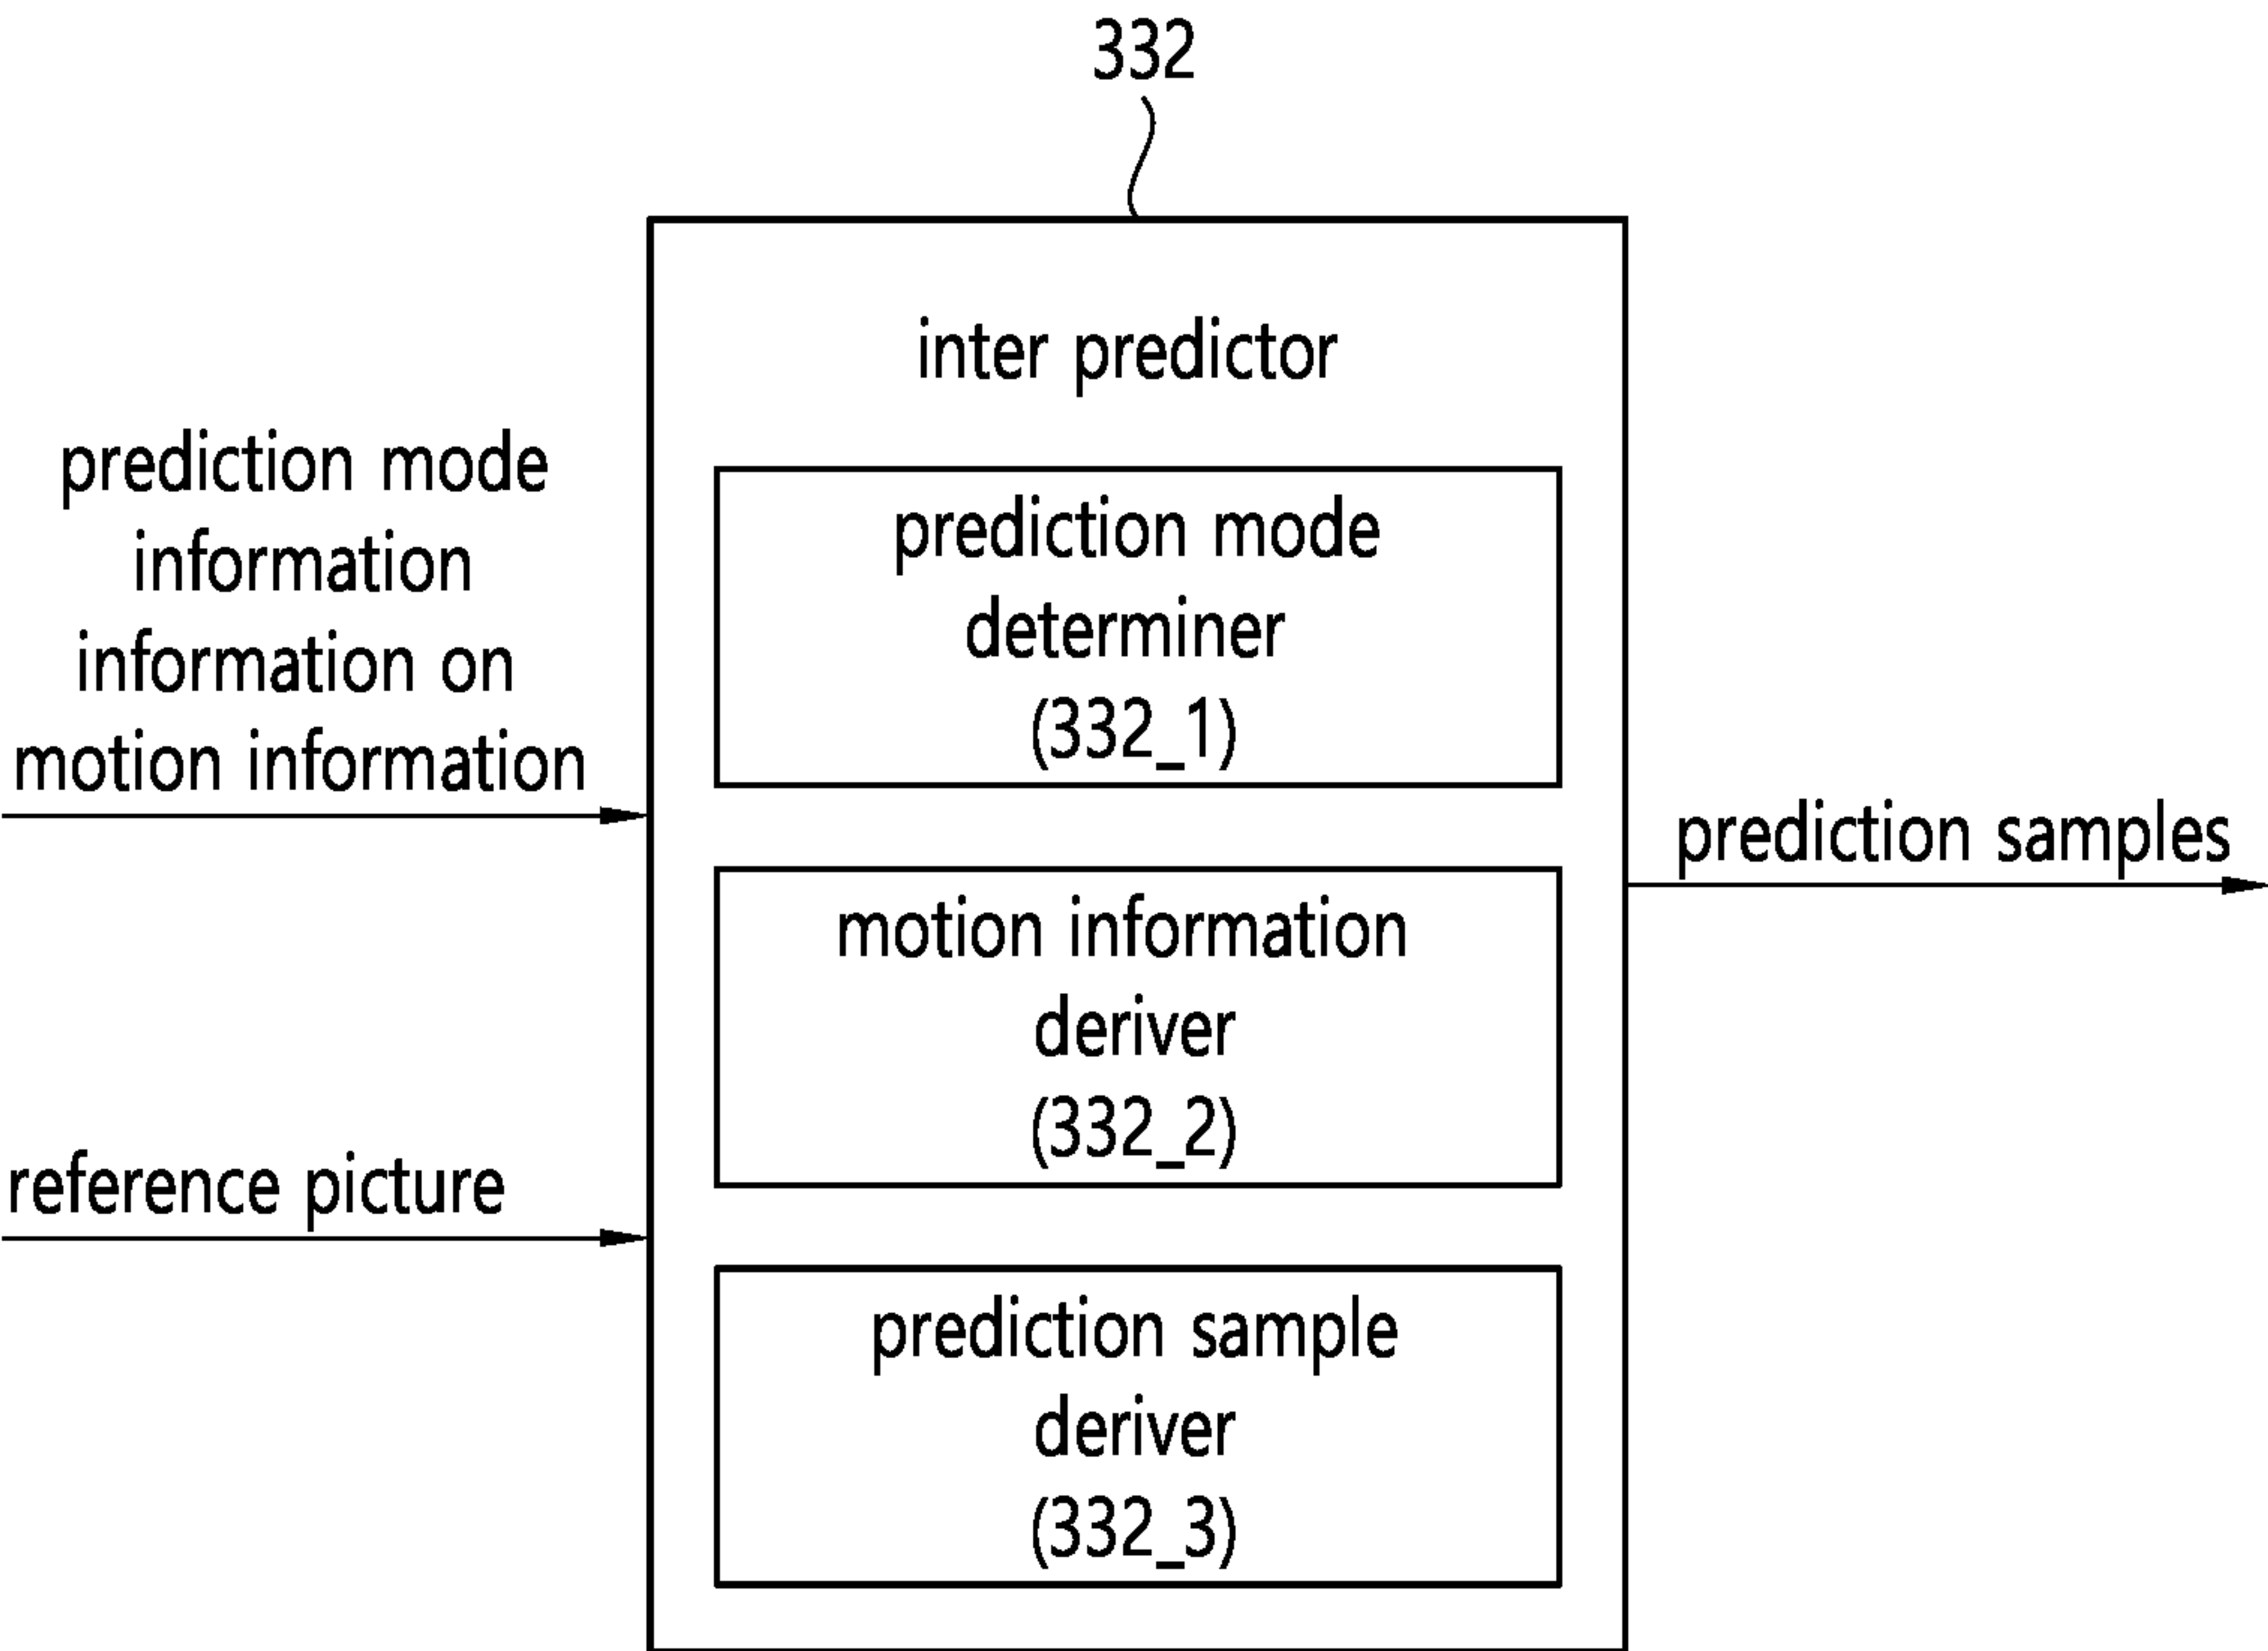 332
inter predictor
prediction mode
information
information on
motion information
reference picture
prediction mode
determiner
(332_1)
motion information
deriver
(332_2)
prediction sample
deriver
(332_3)
prediction samples